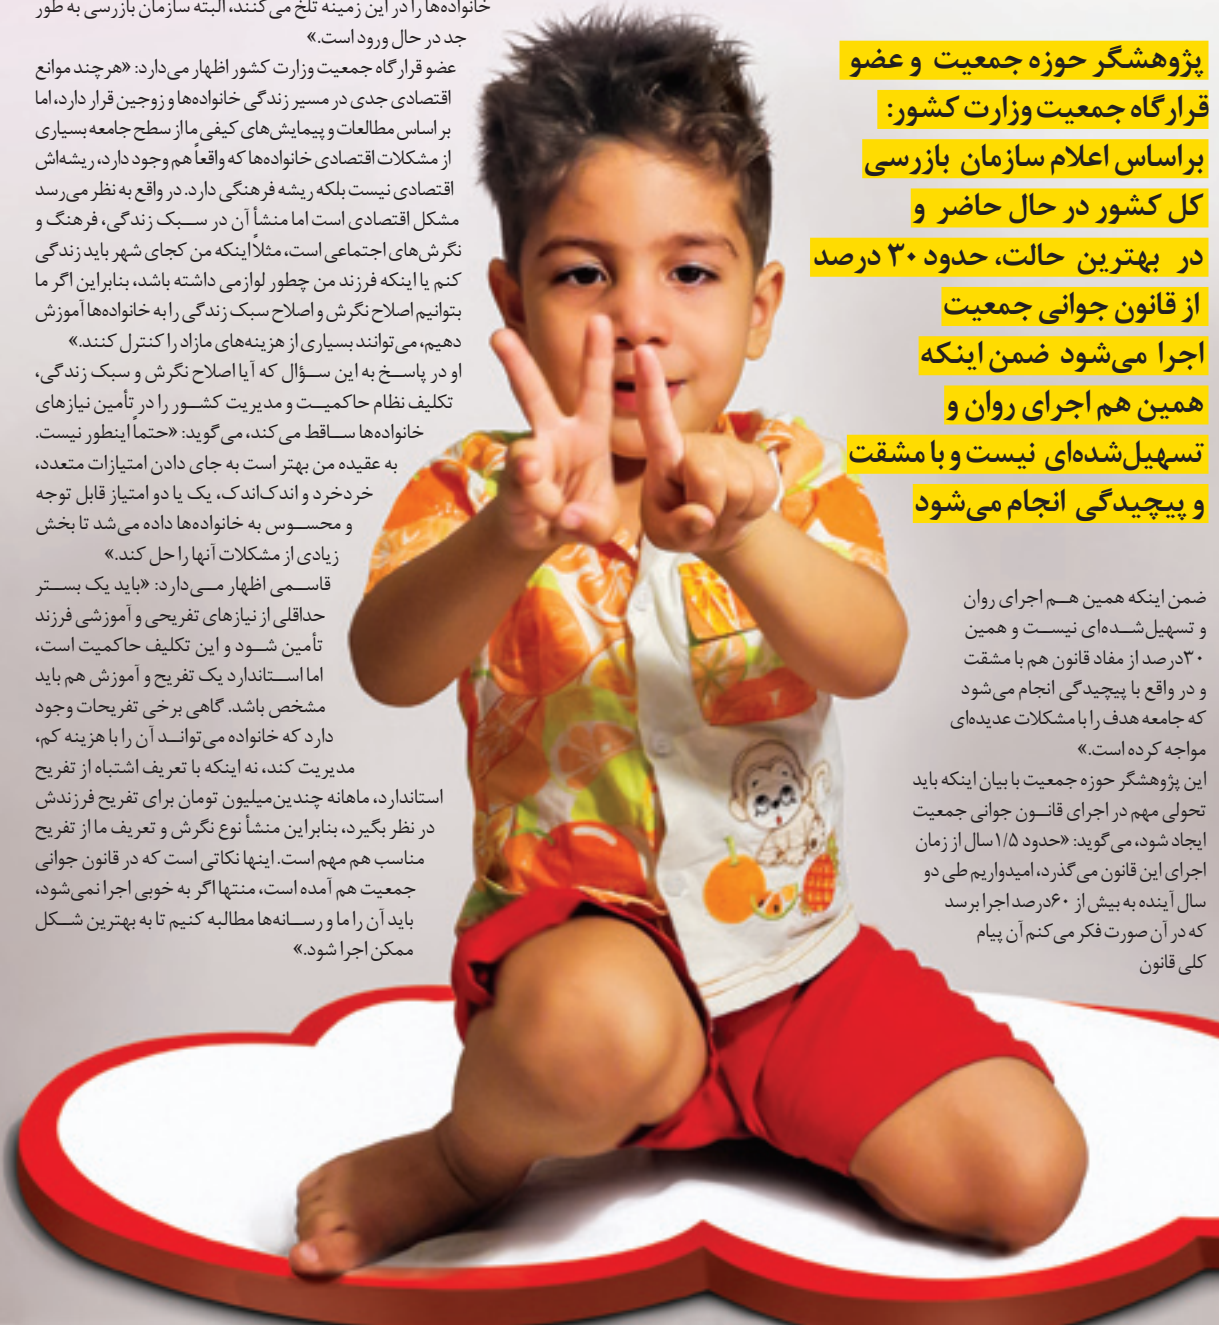 پژوهشگر حوزه جمعیت و عضو
قرارگاه جمعیت وزارت کشور:
براساس اعلام سازمان بازرسی
کل کشور در حال حاضر و
در بهترین حالت، حدود ۳۰ درصد
از قانون جوانی جمعیت
اجرا می‌شود ضمن اینکه
همین هم اجرای روان و
تسهیل‌شده‌ای نیست و با مشقت
و پیچیدگی انجام می‌شود
ضمن اینکه همین هــم اجرای روان
و تسهیل‌شــده‌ای نیســت و همین
۳۰درصد از مفاد قانون هم با مشقت
و در واقع با پیچیدگی انجام می‌شود
که جامعه هدف را با مشکلات عدیده‌ای
مواجه کرده است.»
این پژوهشگر حوزه جمعیت با بیان اینکه باید
تحولی مهم در اجرای قانــون جوانی جمعیت
ایجاد شود، می‌گوید: «حدود ۱/۵سال از زمان
اجرای این قانون می‌گذرد، امیدواریم طی دو
سال آینده به بیش از ۶۰درصد اجرا برسد
که در آن صورت فکر می‌کنم آن پیام
کلی قانون
خانواده‌ها را در این زمینه تلخ می‌کنند، البته سازمان بازرسی به طور
جد در حال ورود است.»
عضو قرارگاه جمعیت وزارت کشور اظهار می‌دارد: «هرچند موانع
اقتصادی جدی در مسیر زندگی خانواده‌ها و زوجین قرار دارد، اما
بر اساس مطالعات و پیمایش‌های کیفی ما از سطح جامعه بسیاری
از مشکلات اقتصادی خانواده‌ها که واقعاً هم وجود دارد، ریشه‌اش
اقتصادی نیست بلکه ریشه فرهنگی دارد. در واقع به نظر می‌رسد
مشکل اقتصادی است اما منشأ آن در ســبک زندگی، فرهنگ و
نگرش‌های اجتماعی است، مثلاً اینکه من کجای شهر باید زندگی
کنم یا اینکه فرزند من چطور لوازمی داشته باشد، بنابراین اگر ما
بتوانیم اصلاح نگرش و اصلاح سبک زندگی را به خانواده‌ها آموزش
دهیم، می‌توانند بسیاری از هزینه‌های مازاد را کنترل کنند.»
او در پاســخ به این ســؤال که آیا اصلاح نگرش و سبک زندگی،
تکلیف نظام حاکمیــت و مدیریت کشــور را در تأمین نیازهای
خانواده‌ها ســاقط می‌کند، می‌گوید: «حتماً اینطور نیست.
به عقیده من بهتر است به جای دادن امتیازات متعدد،
خردخرد و اندک‌اندک، یک یا دو امتیاز قابل توجه
و محســوس به خانواده‌ها داده می‌شد تا بخش
زیادی از مشکلات آنها را حل کند.»
قاســمی اظهار مــی‌دارد: «باید یک بســتر
حداقلی از نیازهای تفریحی و آموزشی فرزند
تأمین شــود و این تکلیف حاکمیت است،
اما اســتاندارد یک تفریح و آموزش هم باید
مشخص باشد. گاهی برخی تفریحات وجود
دارد که خانواده می‌توانــد آن را با هزینه کم،
مدیریت کند، نه اینکه با تعریف اشتباه از تفریح
استاندارد، ماهانه چندین‌میلیون تومان برای تفریح فرزندش
در نظر بگیرد، بنابراین منشأ نوع نگرش و تعریف ما از تفریح
مناسب هم مهم است. اینها نکاتی است که در قانون جوانی
جمعیت هم آمده است، منتها اگر به خوبی اجرا نمی‌شود،
باید آن را ما و رســانه‌ها مطالبه کنیم تا به بهترین شــکل
ممکن اجرا شود.»